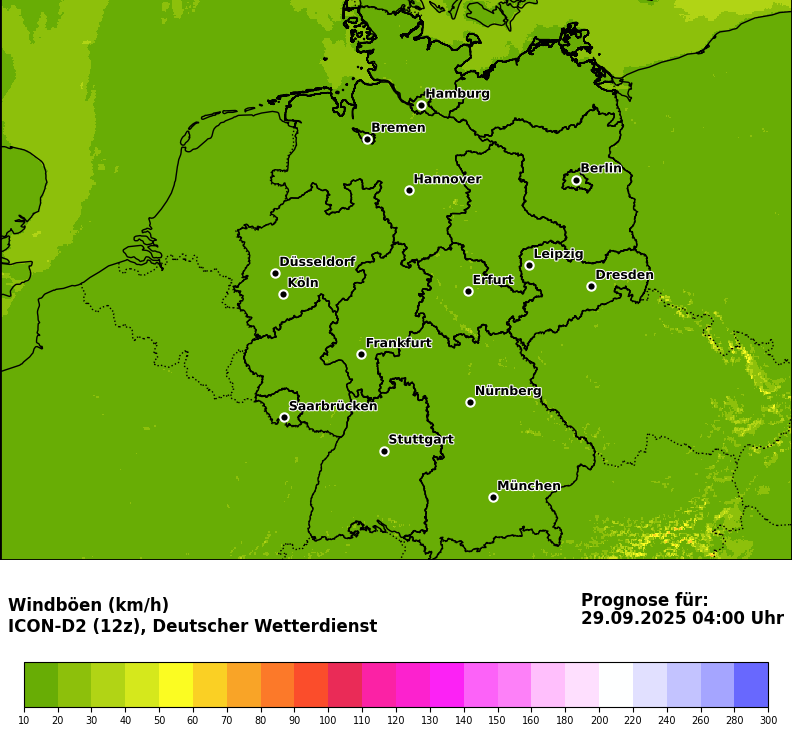 Hamburg
Bremen
Berlin
Hannover
Leipzig
Düsseldorf
Dresden
Köln
Erfurt
Frankfurt
Nürnberg
Saarbrücken
Stuttgart
München
Windböen (km/h)
ICON-D2 (12z), Deutscher Wetterdienst
Prognose für:
29.09.2025 04:00 Uhr
10 20 30 40 50 60 70 80 90 100 110 120 130 140 150 160 180 200 220 240 260 280 300